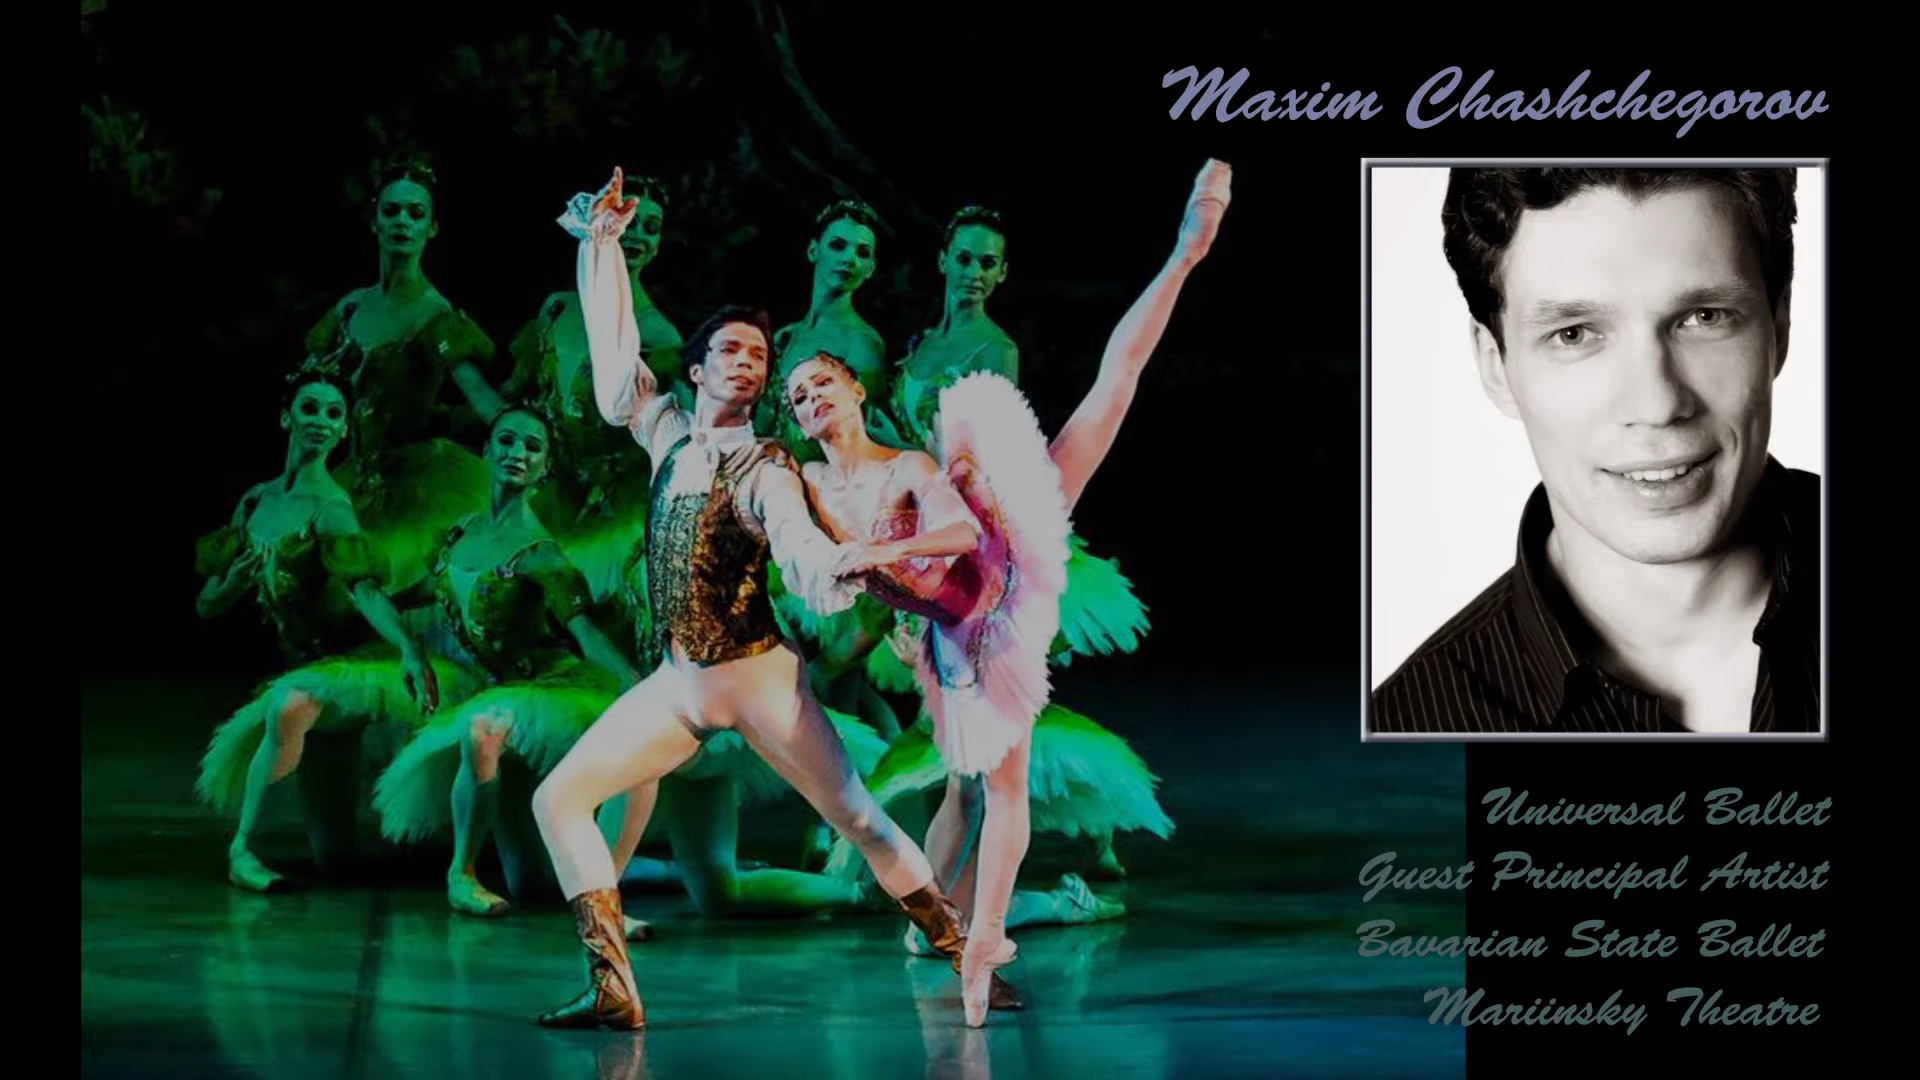 Maxim Chashchegorov
Universal Ballet
Guest Principal Artist
Bavarian State Ballet
Mariinsky Theatre